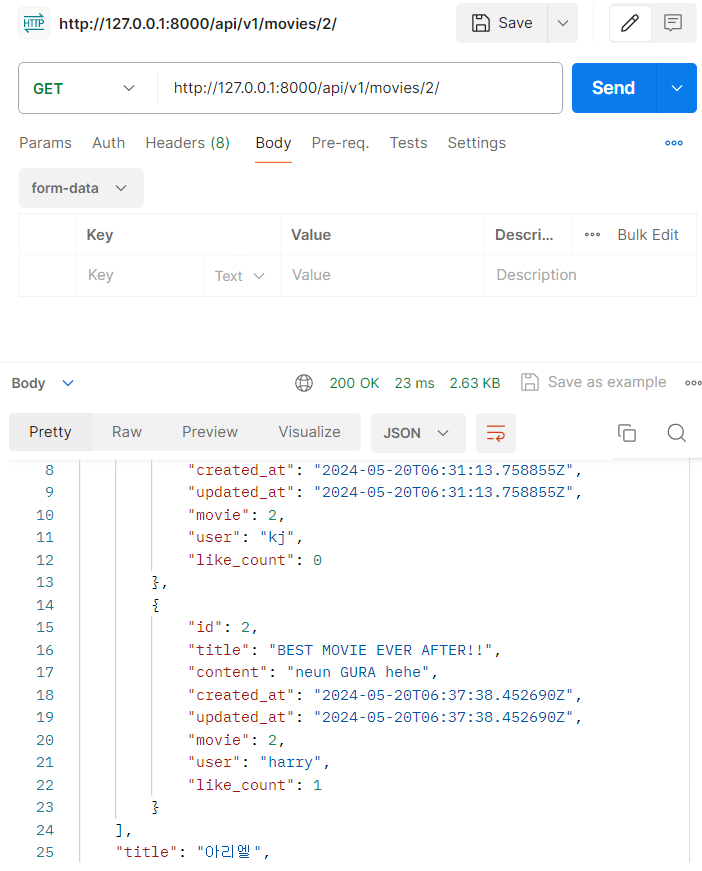 HTTP http://127.0.0.1:8000/api/v1/movies/2/ Save
GET http://127.0.0.1:8000/api/v1/movies/2/ Send
Params Auth Headers (8) Body Pre-req. Tests Settings
form-data
Key Value Descri... Bulk Edit
Key Text Value Description
Body 200 OK 23 ms 2.63 KB Save as example
Pretty Raw Preview Visualize JSON
8 "created_at": "2024-05-20T06:31:13.758855Z",
9 "updated_at": "2024-05-20T06:31:13.758855Z",
10 "movie": 2,
11 "user": "kj",
12 "like_count": 0
13 },
14 {
15 "id": 2,
16 "title": "BEST MOVIE EVER AFTER!!",
17 "content": "neun GURA hehe",
18 "created_at": "2024-05-20T06:37:38.452690Z",
19 "updated_at": "2024-05-20T06:37:38.452690Z",
20 "movie": 2,
21 "user": "harry",
22 "like_count": 1
23 }
24 ],
25 "title": "아리엘",